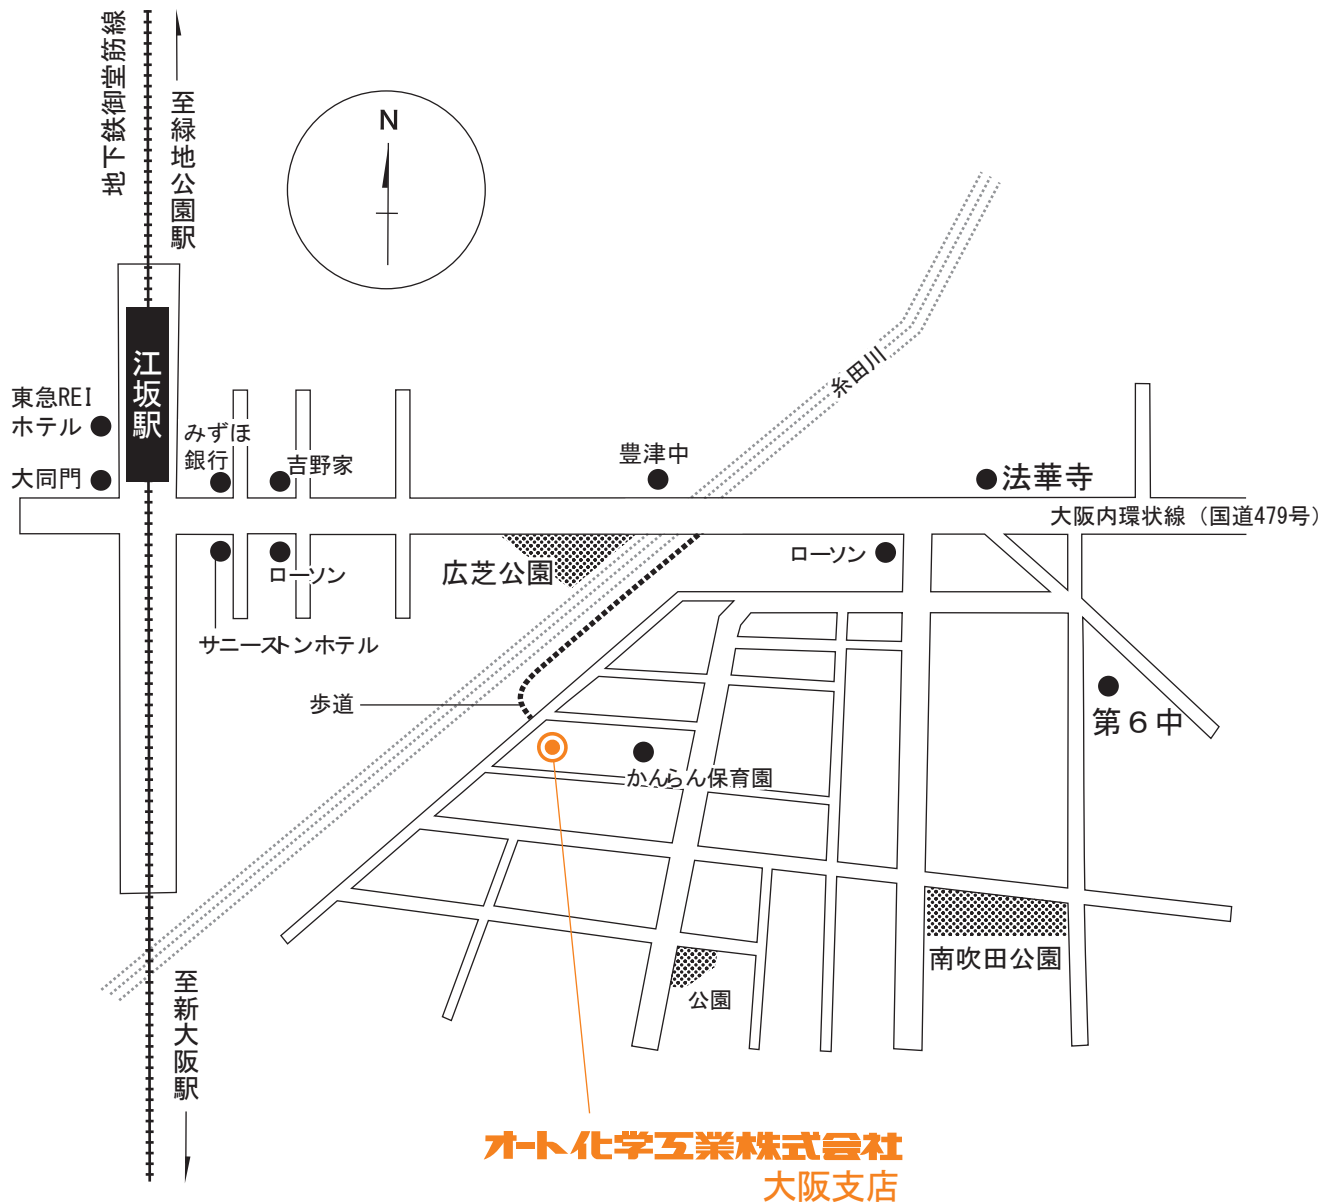 地下鉄御堂筋線
至緑地公園駅
N
江坂駅
東急REI
ホテル
大同門
みずほ
銀行
吉野家
豊津中
糸田川
法華寺
大阪内環状線（国道479号）
ローソン
サニーストンホテル
広芝公園
ローソン
歩道
第６中
かんらん保育園
南吹田公園
公園
至新大阪駅
オート化学工業株式会社
大阪支店